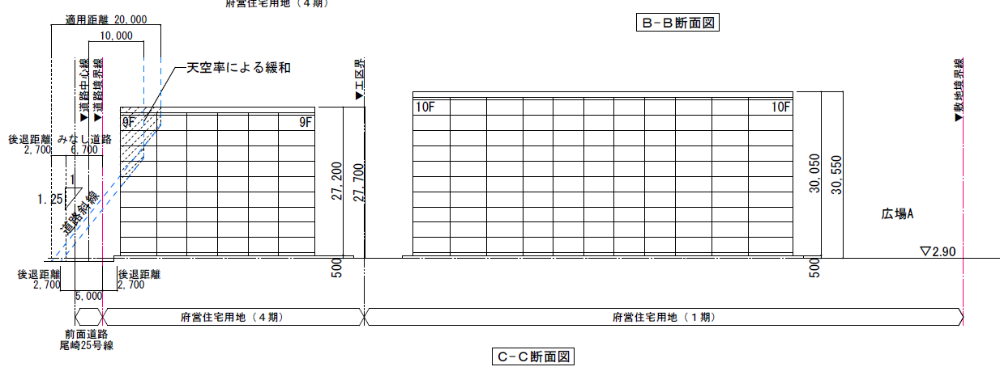 府営住宅用地(4期)
B-B断面図
適用距離 20,000
10,000
▼道路中心線
▼道路境界線
天空率による緩和
▼工区界
▼敷地境界線
9F
9F
10F
10F
後退距離 みなし道路
2,700
6,700
1
1.25
道路斜線
27,200
27,700
30,050
30,550
広場A
▽2.90
500
500
後退距離
2,700
後退距離
2,700
5,000
府営住宅用地(4期)
府営住宅用地(1期)
前面道路
尾崎25号線
C-C断面図